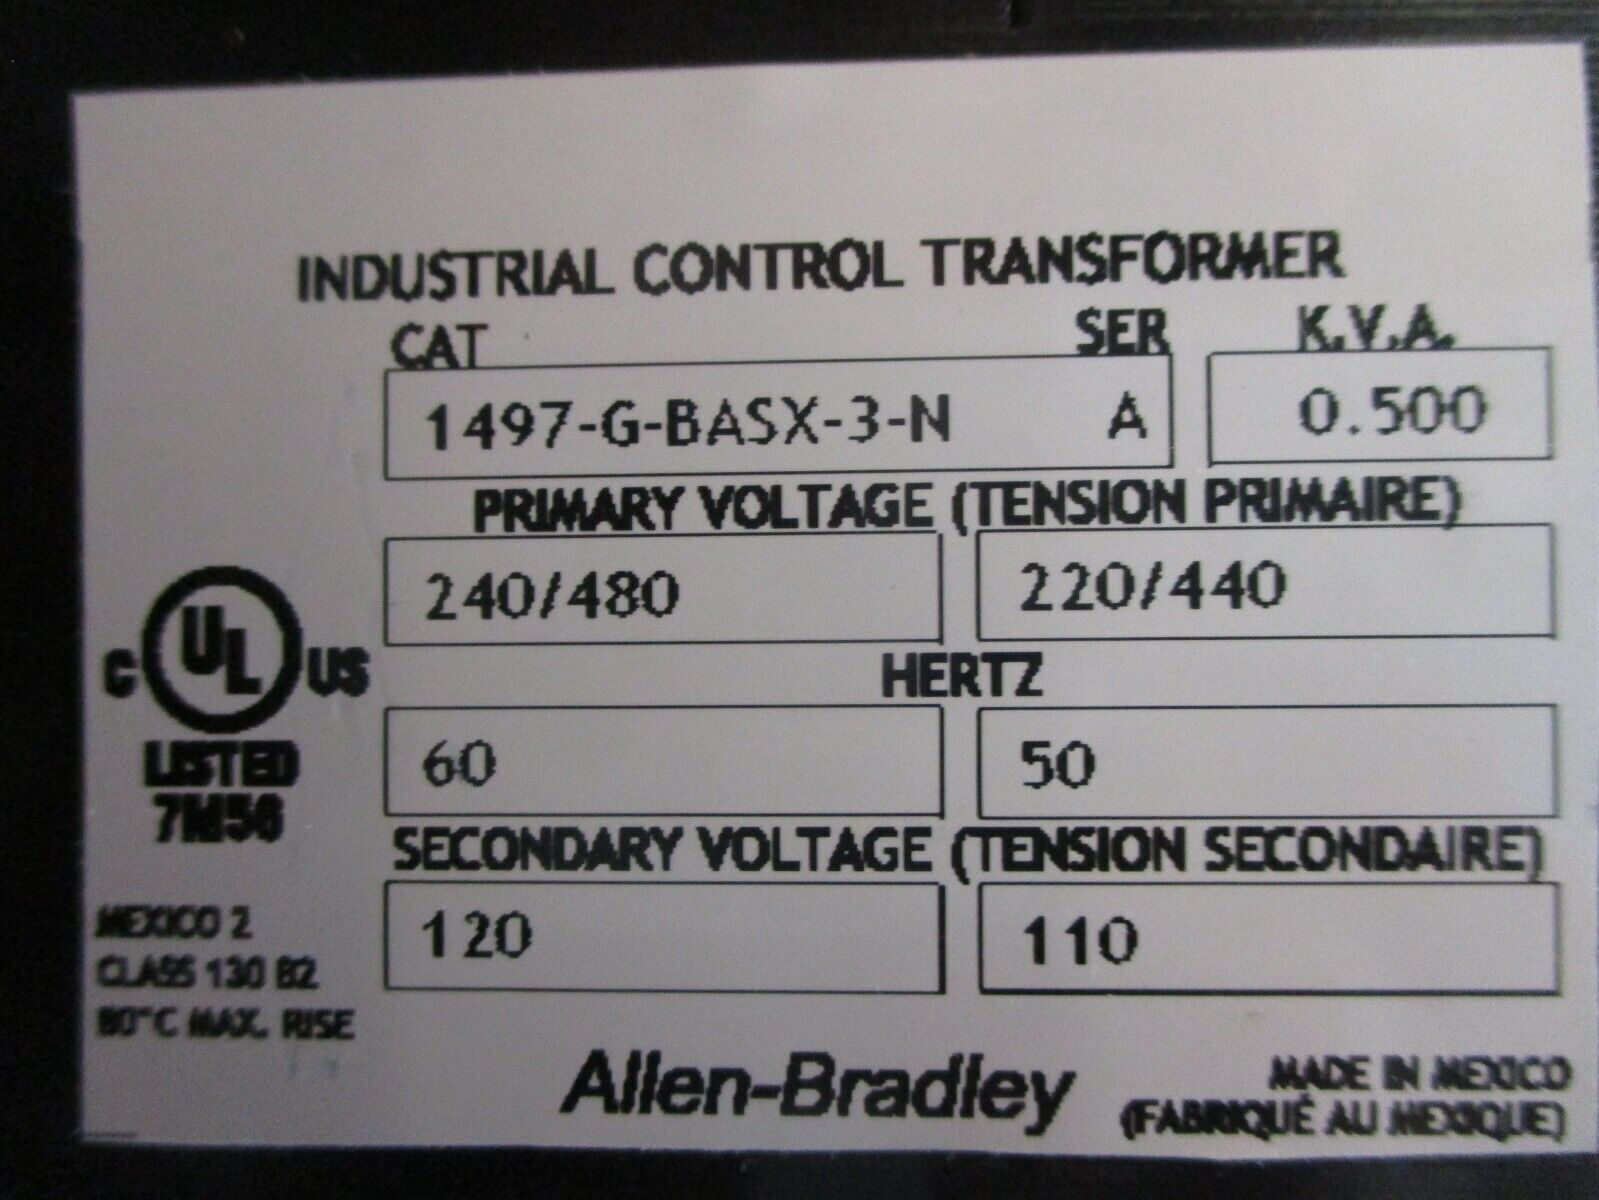 INDUSTRIAL CONTROL TRANSFORMER
CAT SER K.V.A.
1497-G-BASX-3-N A 0.500
PRIMARY VOLTAGE (TENSION PRIMAIRE)
240/480 220/440
HERTZ
60 50
SECONDARY VOLTAGE (TENSION SECONDAIRE)
120 110
C UL US
LISTED
7M56
MEXICO 2
CLASS 130 B2
80°C MAX. RISE
Allen-Bradley
MADE IN MEXICO
(FABRIQUÉ AU MEXIQUE)